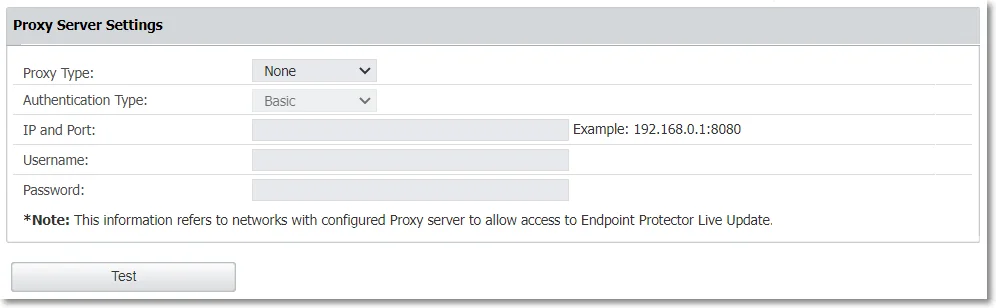 Proxy Server Settings
Proxy Type: None
Authentication Type: Basic
IP and Port: Example: 192.168.0.1:8080
Username:
Password:
*Note: This information refers to networks with configured Proxy server to allow access to Endpoint Protector Live Update.
Test